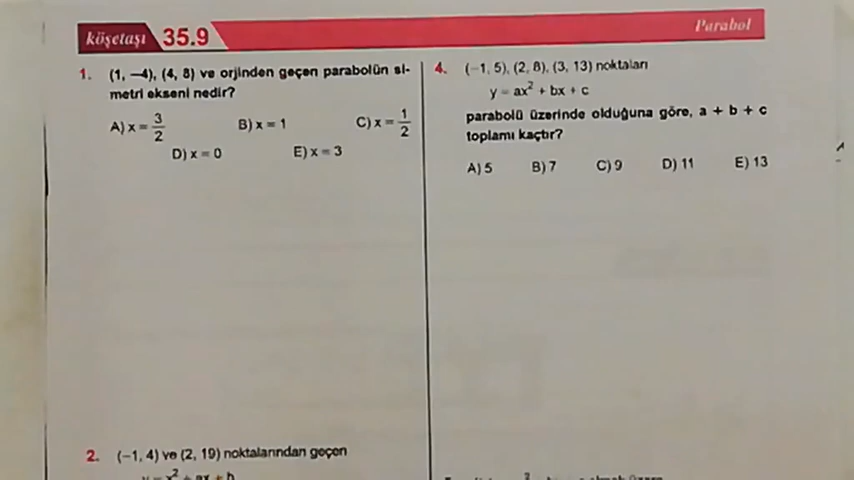 köşetaşı 35.9
Parabol
1. (1, –4), (4, 8) ve orjinden geçen parabolün si-
metri ekseni nedir?
A) x = 3/2 B) x = 1 C) x = 1/2
D) x = 0 E) x = 3
2. (–1, 4) ve (2, 19) noktalarından geçen
y = x² + ax + b
4. (–1, 5), (2, 8), (3, 13) noktaları
y = ax² + bx + c
parabolü üzerinde olduğuna göre, a + b + c
toplamı kaçtır?
A) 5 B) 7 C) 9 D) 11 E) 13